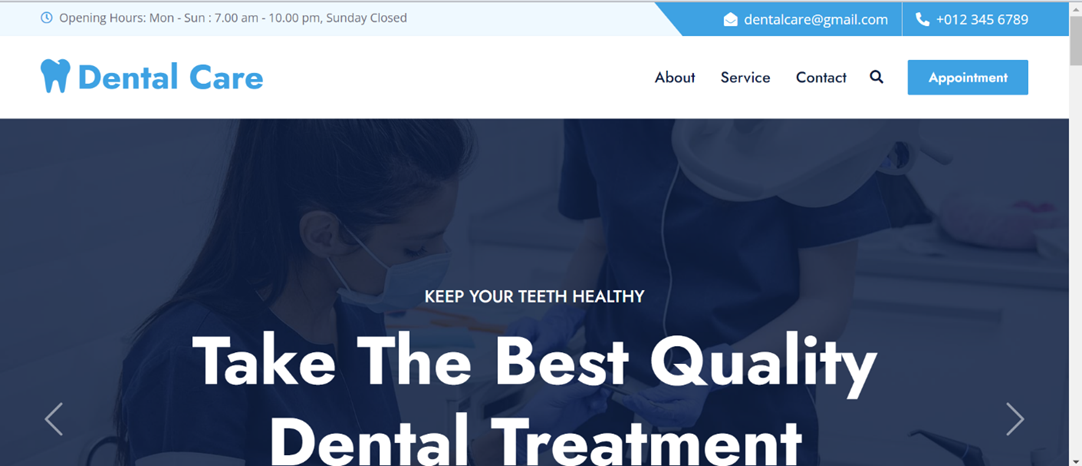 Opening Hours: Mon - Sun : 7.00 am - 10.00 pm, Sunday Closed
dentalcare@gmail.com
+012 345 6789
Dental Care
About
Service
Contact
Appointment
KEEP YOUR TEETH HEALTHY
Take The Best Quality
Dental Treatment